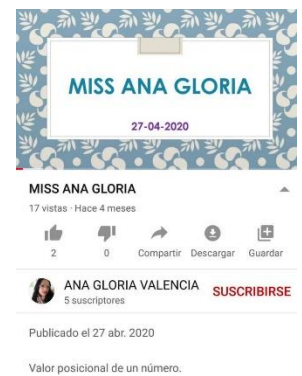 MISS ANA GLORIA
27-04-2020
MISS ANA GLORIA
17 vistas · Hace 4 meses
2
0
Compartir
Descargar
Guardar
ANA GLORIA VALENCIA
SUSCRIBIRSE
5 suscriptores
Publicado el 27 abr. 2020
Valor posicional de un número.